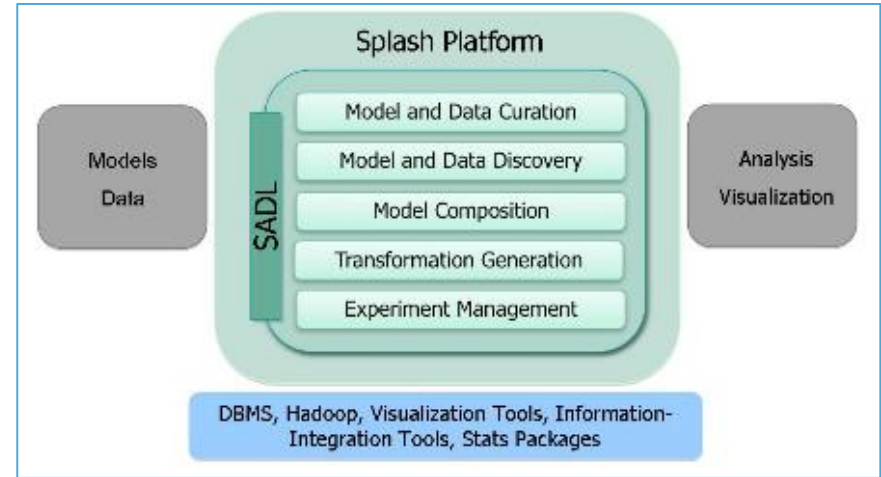 Splash Platform
Models
Data
SADL
Model and Data Curation
Model and Data Discovery
Model Composition
Transformation Generation
Experiment Management
Analysis
Visualization
DBMS, Hadoop, Visualization Tools, Information-
Integration Tools, Stats Packages